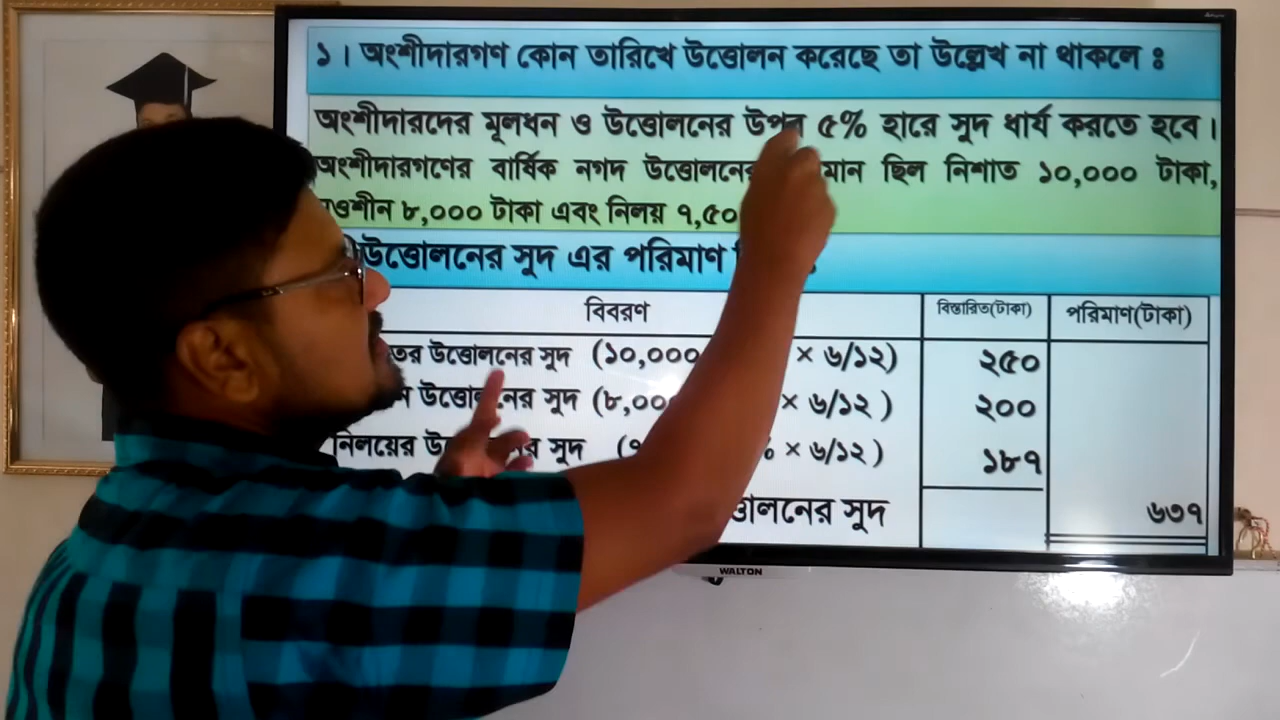 ১ । অংশীদারগণ কোন তারিখে উত্তোলন করেছে তা উল্লেখ না থাকলে ঃ
অংশীদারদের মূলধন ও উত্তোলনের উপর ৫% হারে সুদ ধার্য করতে হবে।
অংশীদারগণের বার্ষিক নগদ উত্তোলনের মান ছিল নিশাত ১০,০০০ টাকা,
ওশীন ৮,০০০ টাকা এবং নিলয় ৭,৫০
উত্তোলনের সুদ এর পরিমাণ
বিবরণ বিস্তারিত(টাকা) পরিমাণ(টাকা)
তের উত্তোলনের সুদ (১০,০০০ × ৬/১২) ২৫০
ন উত্তোলনের সুদ (৮,০০ × ৬/১২ ) ২০০
নিলয়ের সুদ (৭ % × ৬/১২ ) ১৮৭
ত্তোলনের সুদ ৬৩৭
WALTON